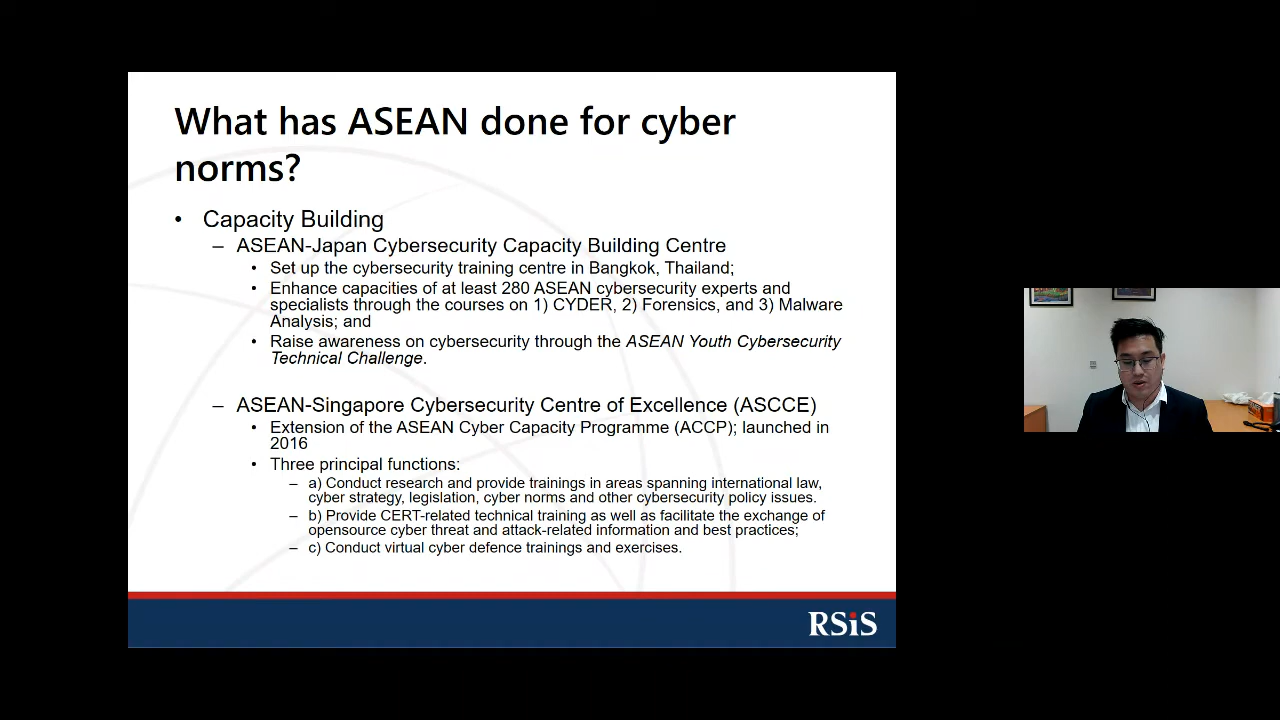 What has ASEAN done for cyber
norms?
• Capacity Building
– ASEAN-Japan Cybersecurity Capacity Building Centre
• Set up the cybersecurity training centre in Bangkok, Thailand;
• Enhance capacities of at least 280 ASEAN cybersecurity experts and
specialists through the courses on 1) CYDER, 2) Forensics, and 3) Malware
Analysis; and
• Raise awareness on cybersecurity through the ASEAN Youth Cybersecurity
Technical Challenge.
– ASEAN-Singapore Cybersecurity Centre of Excellence (ASCCE)
• Extension of the ASEAN Cyber Capacity Programme (ACCP); launched in
2016
• Three principal functions:
– a) Conduct research and provide trainings in areas spanning international law,
cyber strategy, legislation, cyber norms and other cybersecurity policy issues.
– b) Provide CERT-related technical training as well as facilitate the exchange of
opensource cyber threat and attack-related information and best practices;
– c) Conduct virtual cyber defence trainings and exercises.
RSiS